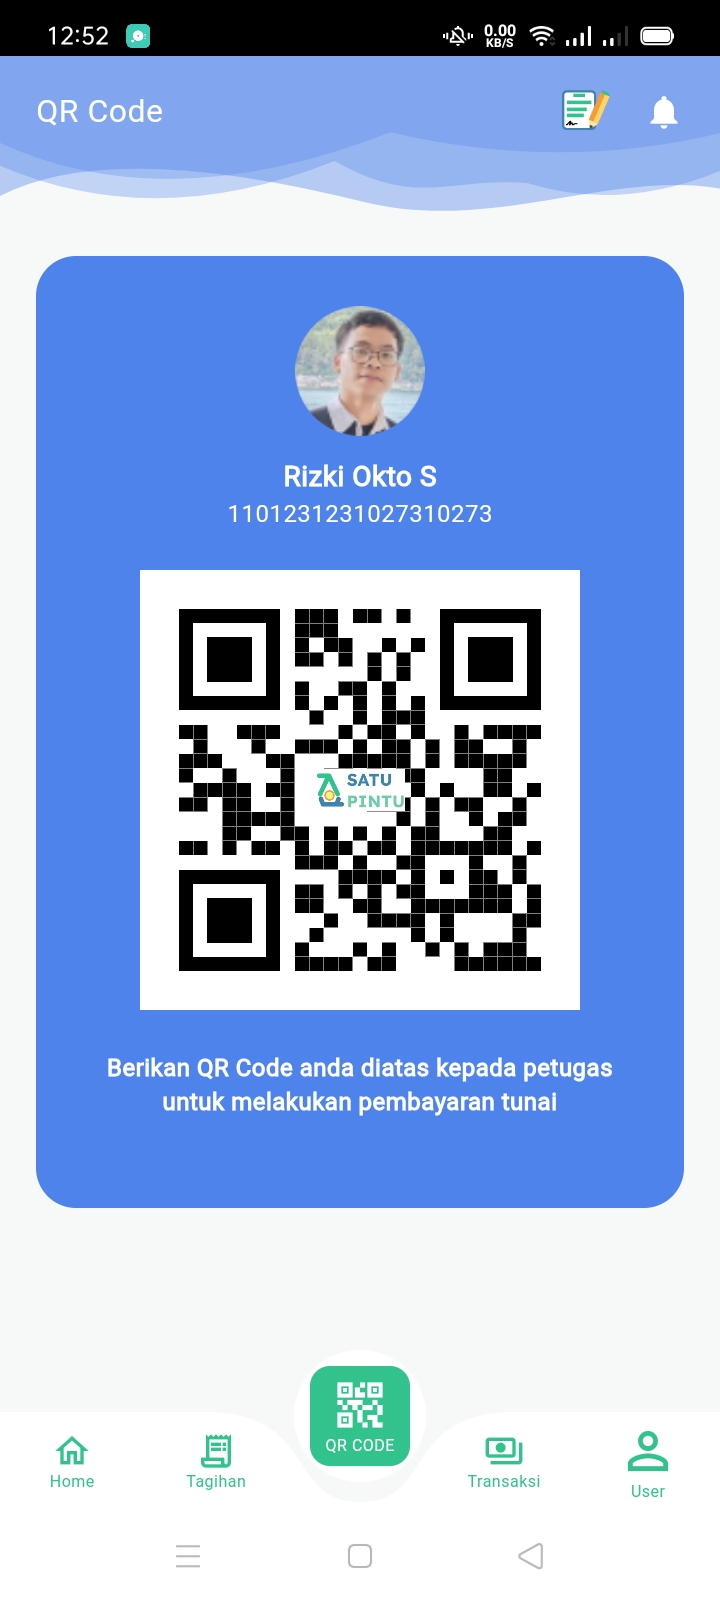 12:52
0.00
KB/S
QR Code
Rizki Okto S
1101231231027310273
SATU
PINTU
Berikan QR Code anda diatas kepada petugas
untuk melakukan pembayaran tunai
QR CODE
Home
Tagihan
Transaksi
User